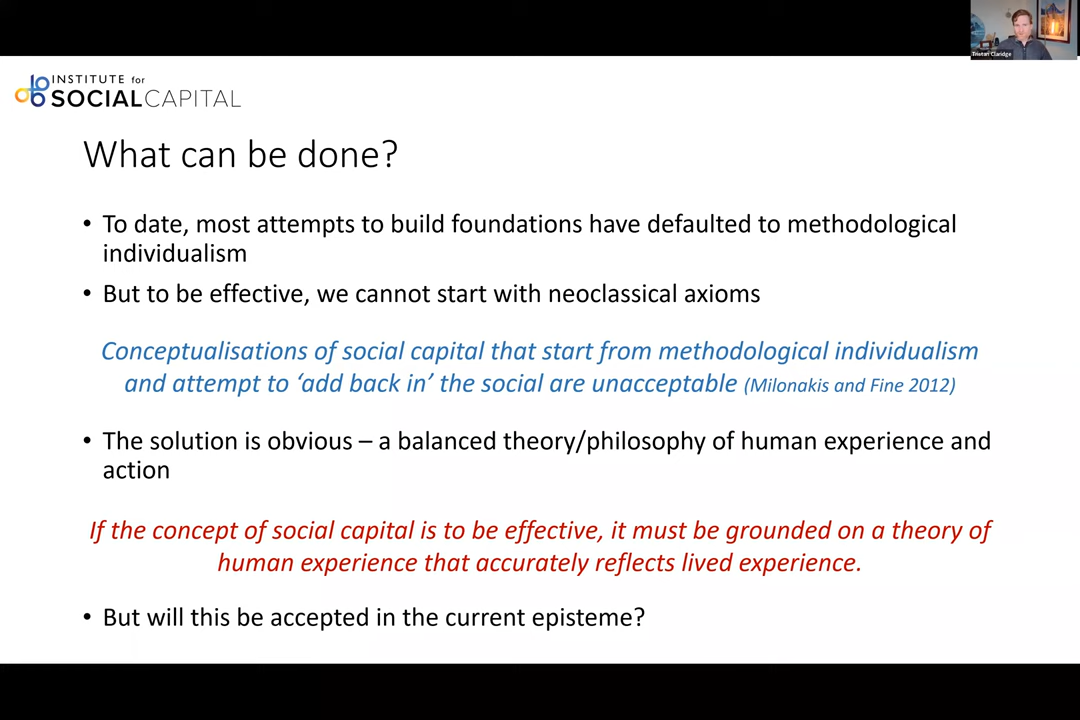 Tristan Claridge
INSTITUTE for
SOCIALCAPITAL
What can be done?
• To date, most attempts to build foundations have defaulted to methodological
individualism
• But to be effective, we cannot start with neoclassical axioms
Conceptualisations of social capital that start from methodological individualism
and attempt to ‘add back in’ the social are unacceptable (Milonakis and Fine 2012)
• The solution is obvious – a balanced theory/philosophy of human experience and
action
If the concept of social capital is to be effective, it must be grounded on a theory of
human experience that accurately reflects lived experience.
• But will this be accepted in the current episteme?